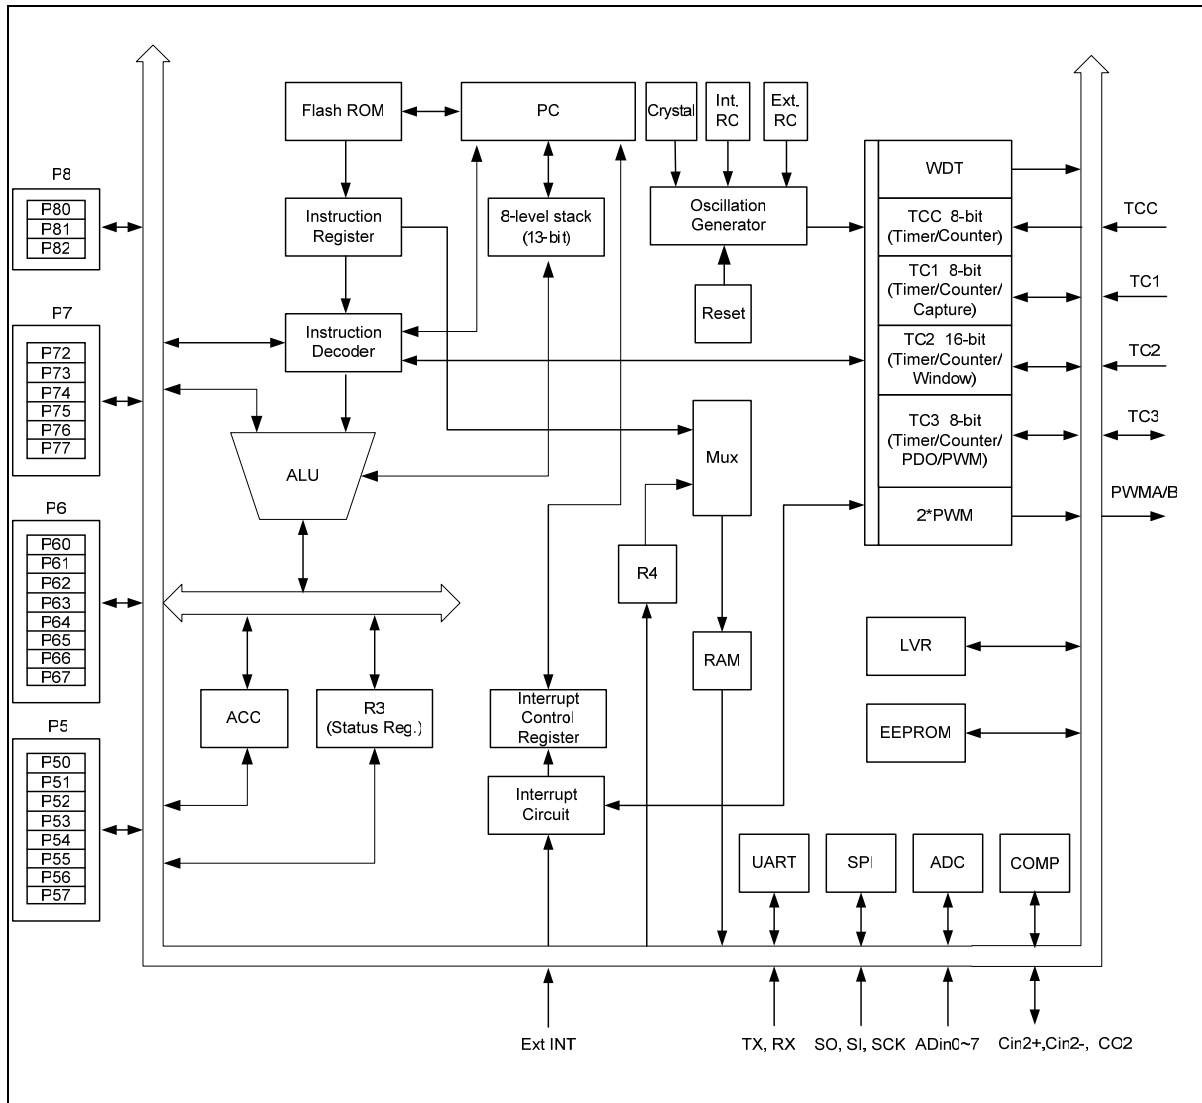 P8
P80
P81
P82
P7
P72
P73
P74
P75
P76
P77
P6
P60
P61
P62
P63
P64
P65
P66
P67
P5
P50
P51
P52
P53
P54
P55
P56
P57
Flash ROM
PC
Crystal
Int.
RC
Ext.
RC
Instruction
Register
8-level stack
(13-bit)
Oscillation
Generator
Reset
Instruction
Decoder
ALU
Mux
R4
RAM
ACC
R3
(Status Reg.)
Interrupt
Control
Register
Interrupt
Circuit
WDT
TCC 8-bit
(Timer/Counter)
TC1 8-bit
(Timer/Counter/
Capture)
TC2 16-bit
(Timer/Counter/
Window)
TC3 8-bit
(Timer/Counter/
PDO/PWM)
2*PWM
TCC
TC1
TC2
TC3
PWMA/B
LVR
EEPROM
UART
SPI
ADC
COMP
Ext INT
TX, RX
SO, SI, SCK
ADin0~7
Cin2+,Cin2-, CO2